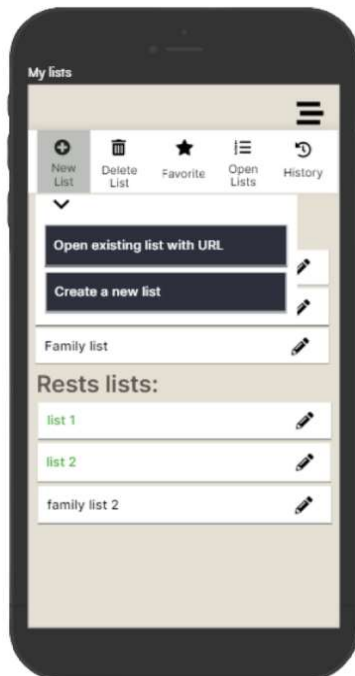 My lists
New List
Delete List
Favorite
Open Lists
History
Open existing list with URL
Create a new list
Family list
Rests lists:
list 1
list 2
family list 2